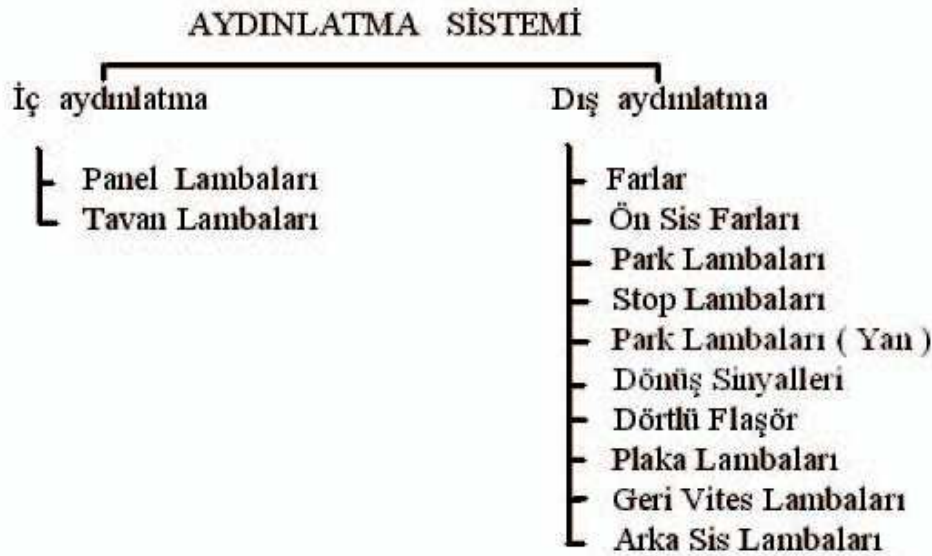 AYDINLATMA SİSTEMİ
İç aydınlatma
Panel Lambaları
Tavan Lambaları
Dış aydınlatma
Farlar
Ön Sis Farları
Park Lambaları
Stop Lambaları
Park Lambaları ( Yan )
Dönüş Sinyalleri
Dörtlü Flaşör
Plaka Lambaları
Geri Vites Lambaları
Arka Sis Lambaları